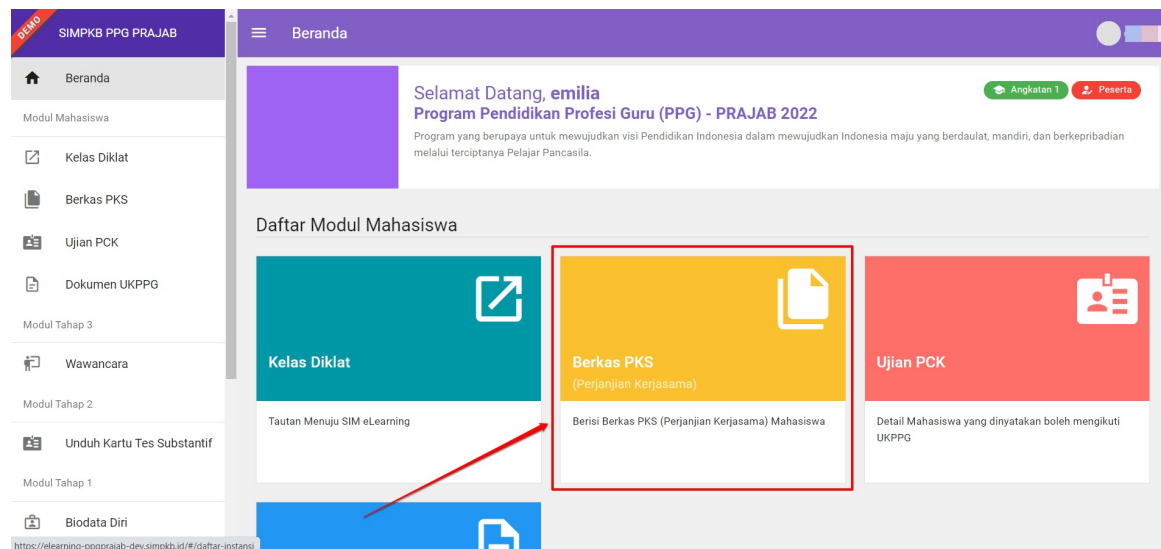 DEMO
SIMPKB PPG PRAJAB
Beranda
Beranda
Modul Mahasiswa
Kelas Diklat
Berkas PKS
Ujian PCK
Dokumen UKPPG
Modul Tahap 3
Wawancara
Modul Tahap 2
Unduh Kartu Tes Substantif
Modul Tahap 1
Biodata Diri
https://elearning-ppgprajab-dev.simpkb.id/#/daftar-instansi
Selamat Datang, emilia
Angkatan 1
Peserta
Program Pendidikan Profesi Guru (PPG) - PRAJAB 2022
Program yang berupaya untuk mewujudkan visi Pendidikan Indonesia dalam mewujudkan Indonesia maju yang berdaulat, mandiri, dan berkepribadian
melalui terciptanya Pelajar Pancasila.
Daftar Modul Mahasiswa
Kelas Diklat
Tautan Menuju SIM eLearning
Berkas PKS
(Perjanjian Kerjasama)
Berisi Berkas PKS (Perjanjian Kerjasama) Mahasiswa
Ujian PCK
Detail Mahasiswa yang dinyatakan boleh mengikuti
UKPPG